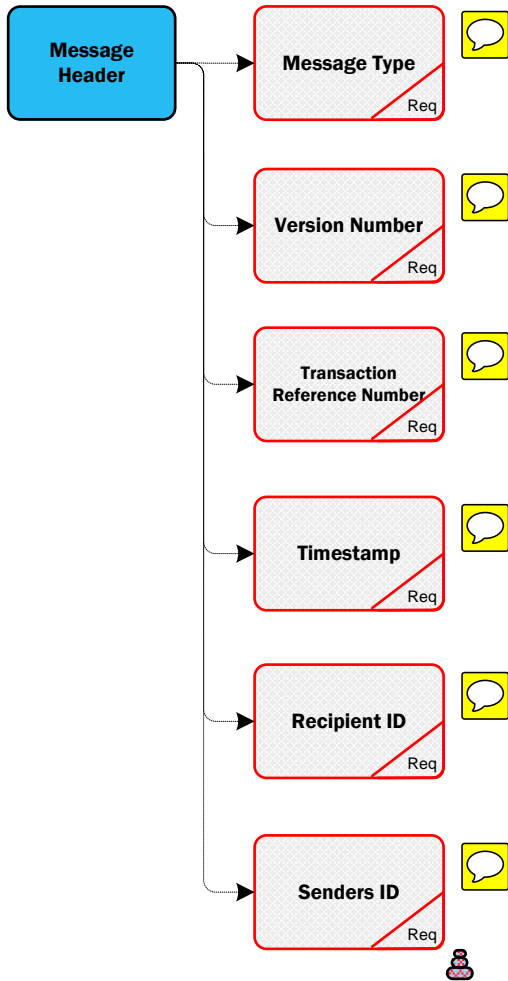 Message
Header
Message Type
Req
Version Number
Req
Transaction
Reference Number
Req
Timestamp
Req
Recipient ID
Req
Senders ID
Req